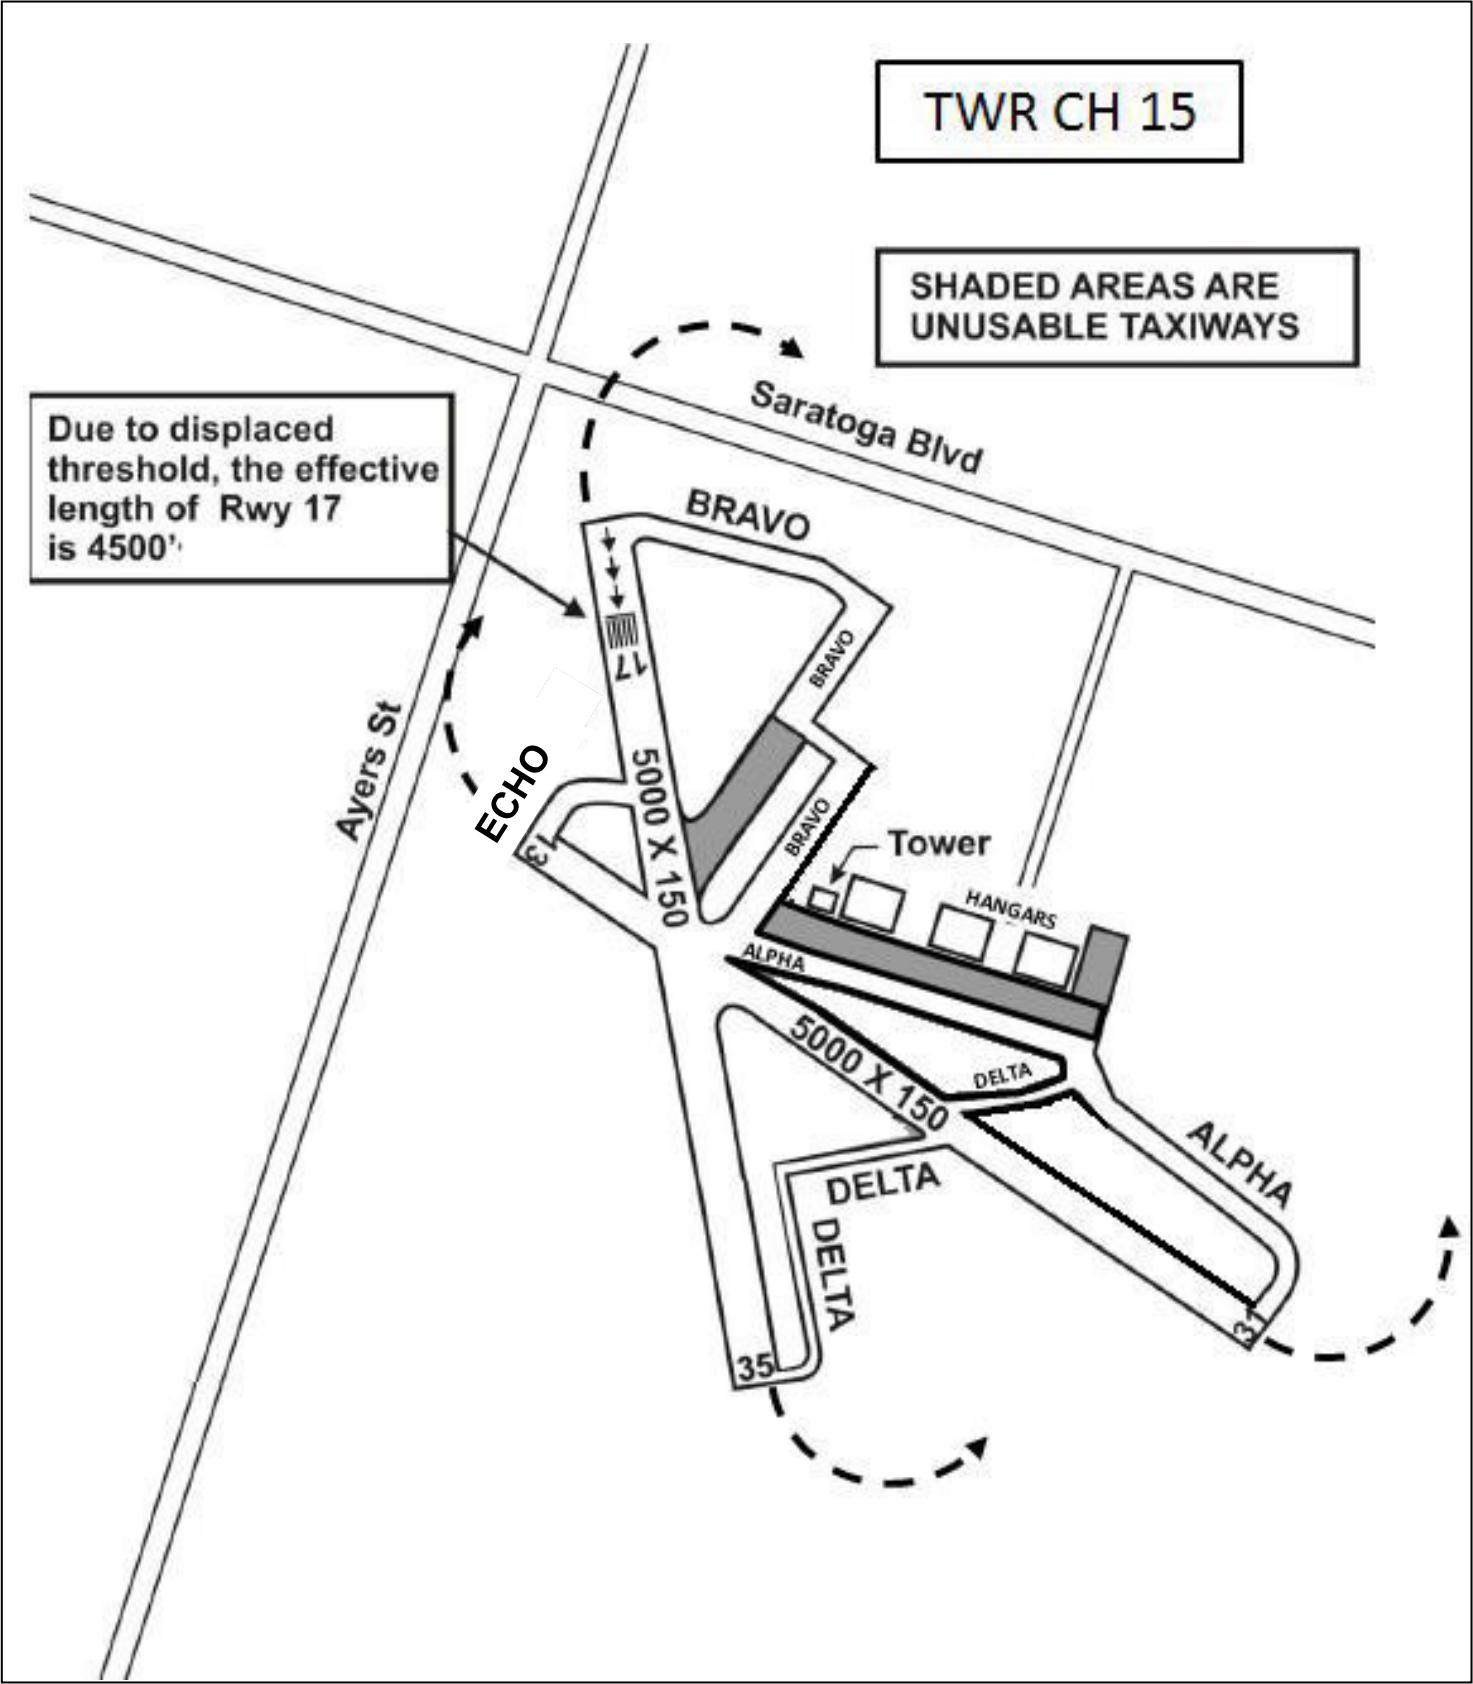 TWR CH 15
SHADED AREAS ARE
UNUSABLE TAXIWAYS
Saratoga Blvd
Due to displaced
threshold, the effective
length of Rwy 17
is 4500'
BRAVO
BRAVO
17
Ayers St
ECHO
5000 X 150
BRAVO
Tower
13
HANGARS
ALPHA
5000 X 150
DELTA
ALPHA
DELTA
DELTA
31
35